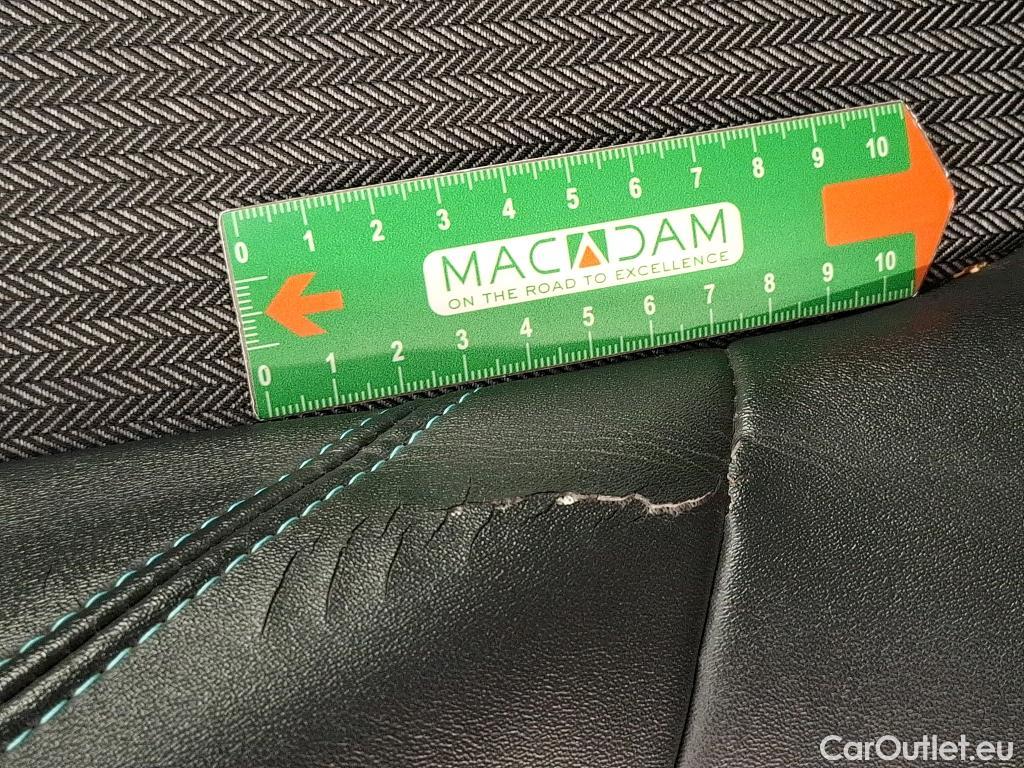 0 1 2 3 4 5 6 7 8 9 10
MACADAM
ON THE ROAD TO EXCELLENCE
0 1 2 3 4 5 6 7 8 9 10
CarOutlet.eu